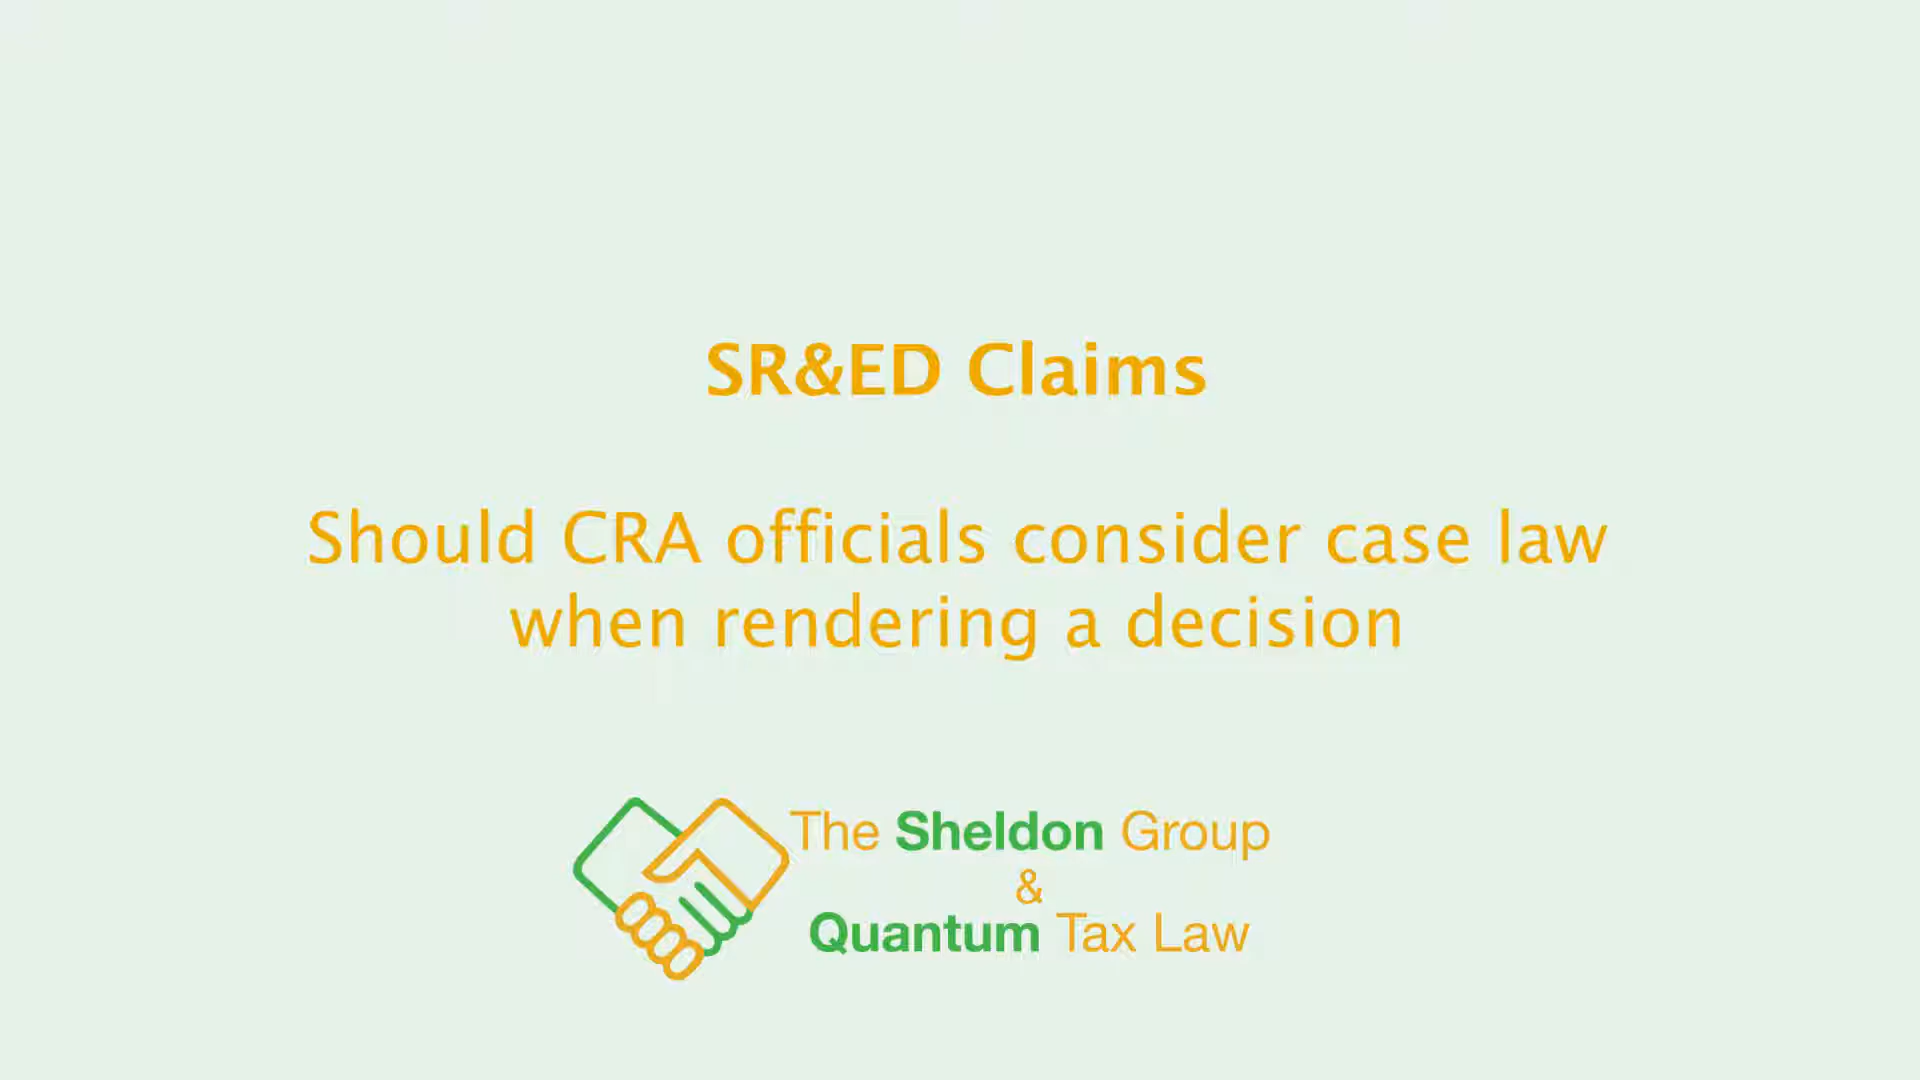 SR&ED Claims
Should CRA officials consider case law
when rendering a decision
The Sheldon Group
&
Quantum Tax Law